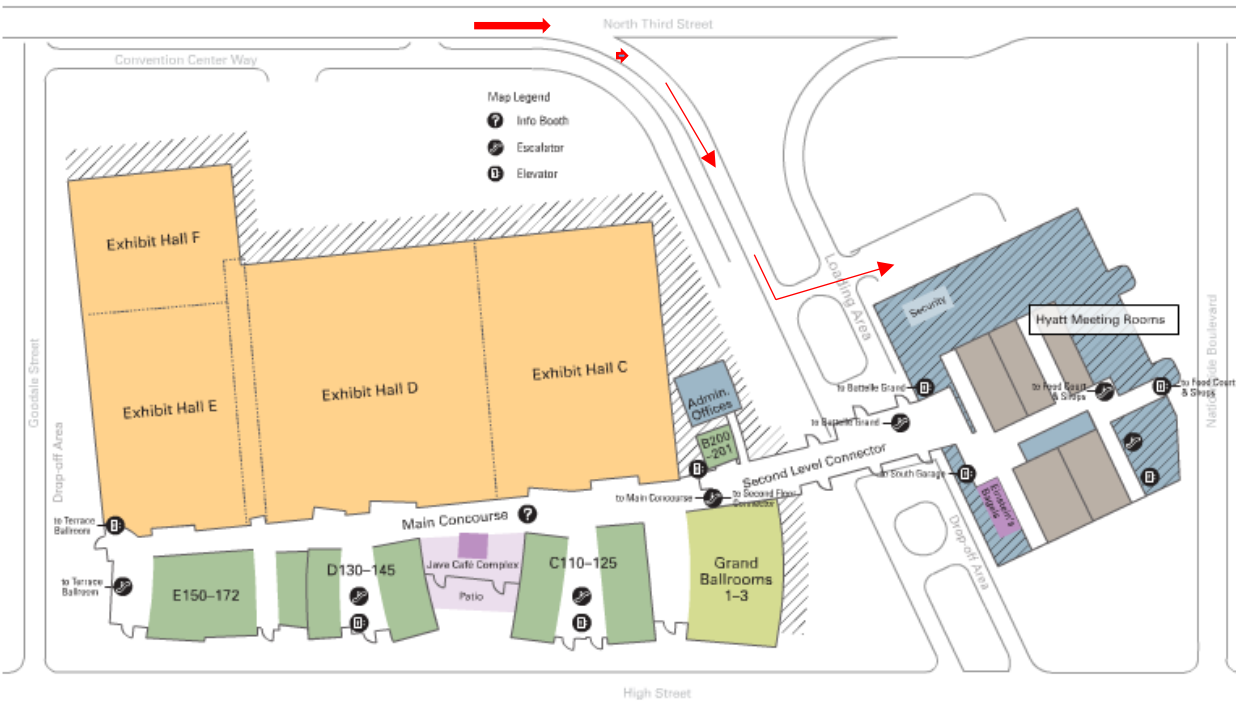 North Third Street
Convention Center Way
Map Legend
Info Booth
Escalator
Elevator
Exhibit Hall F
Exhibit Hall D
Exhibit Hall C
Exhibit Hall E
Goodale Street
Drop-off Area
Loading Area
Security
Hyatt Meeting Rooms
Nationwide Boulevard
to Battelle Grand
to Food Court
& Shops
to Food Court
& Shops
to Battelle Grand
Admin.
Offices
B200
-201
Second Level Connector
to South Garage
Einstein's
Bagels
Drop-off Area
to Main Concourse
to Second Floor
Connector
Main Concourse
to Terrace
Ballroom
to Terrace
Ballroom
E150–172
D130–145
Java Café Complex
Patio
C110–125
Grand
Ballrooms
1–3
High Street